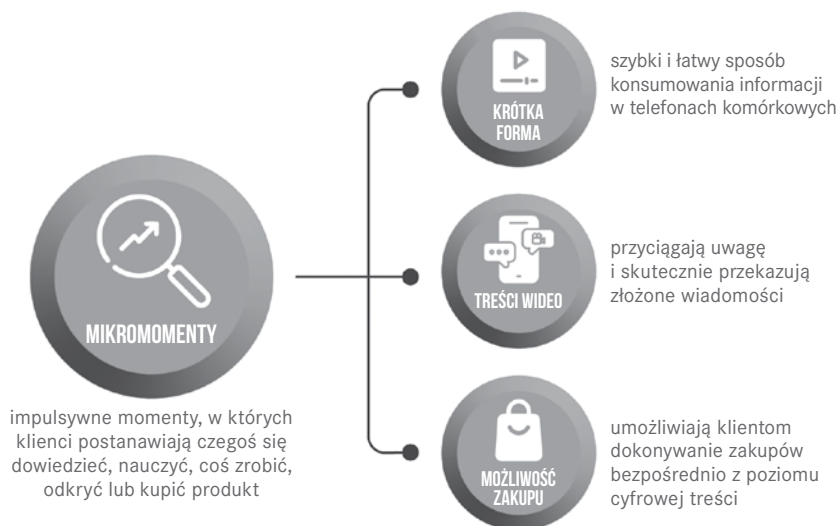 MIKROMOMENTY
impulsywne momenty, w których
klienci postanawiają czegoś się
dowiedzieć, nauczyć, coś zrobić,
odkryć lub kupić produkt
KRÓTKA
FORMA
szybki i łatwy sposób
konsumowania informacji
w telefonach komórkowych
TREŚCI WIDEO
przyciągają uwagę
i skutecznie przekazują
złożone wiadomości
MOŻLIWOŚĆ
ZAKUPU
umożliwiają klientom
dokonywanie zakupów
bezpośrednio z poziomu
cyfrowej treści